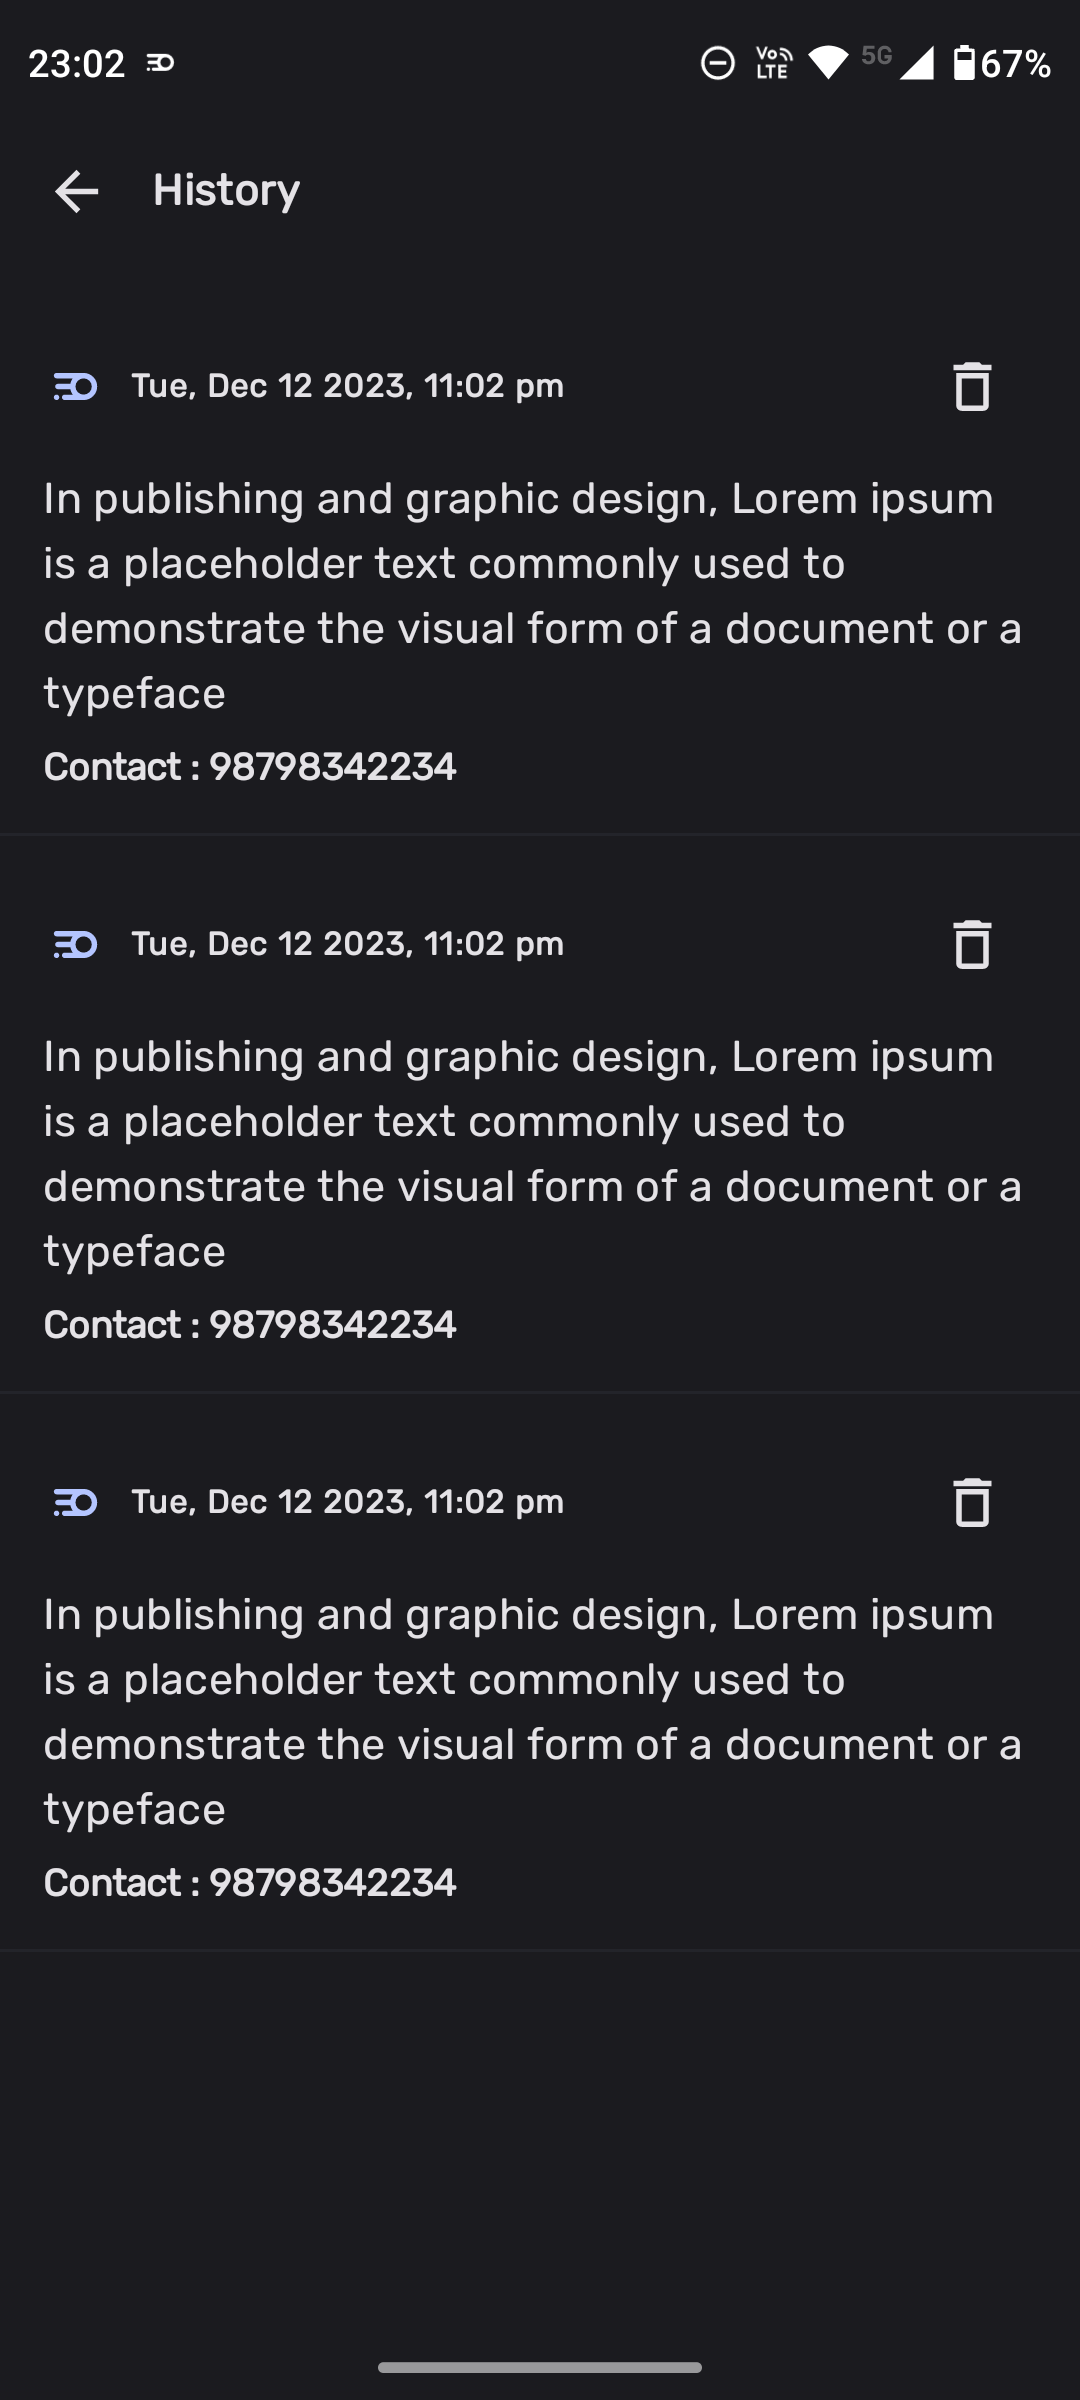 23:02
Vo LTE 5G 67%
History
Tue, Dec 12 2023, 11:02 pm
In publishing and graphic design, Lorem ipsum
is a placeholder text commonly used to
demonstrate the visual form of a document or a
typeface
Contact : 98798342234
Tue, Dec 12 2023, 11:02 pm
In publishing and graphic design, Lorem ipsum
is a placeholder text commonly used to
demonstrate the visual form of a document or a
typeface
Contact : 98798342234
Tue, Dec 12 2023, 11:02 pm
In publishing and graphic design, Lorem ipsum
is a placeholder text commonly used to
demonstrate the visual form of a document or a
typeface
Contact : 98798342234